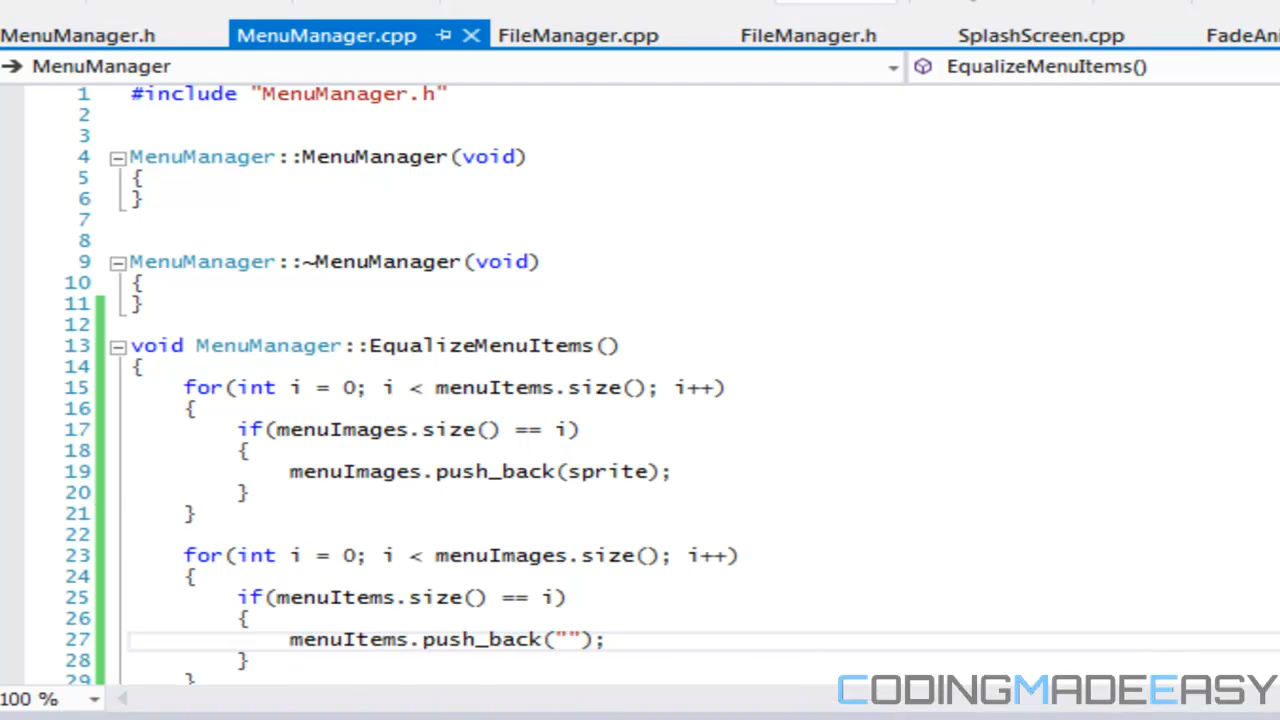 MenuManager.h MenuManager.cpp FileManager.cpp FileManager.h SplashScreen.cpp FadeAni
MenuManager EqualizeMenuItems()
1 #include "MenuManager.h"
2
3
4 MenuManager::MenuManager(void)
5 {
6 }
7
8
9 MenuManager::~MenuManager(void)
10 {
11 }
12
13 void MenuManager::EqualizeMenuItems()
14 {
15 for(int i = 0; i < menuItems.size(); i++)
16 {
17 if(menuImages.size() == i)
18 {
19 menuImages.push_back(sprite);
20 }
21 }
22
23 for(int i = 0; i < menuImages.size(); i++)
24 {
25 if(menuItems.size() == i)
26 {
27 menuItems.push_back("");
28 }
29 }
100 %
CODINGMADEEASY